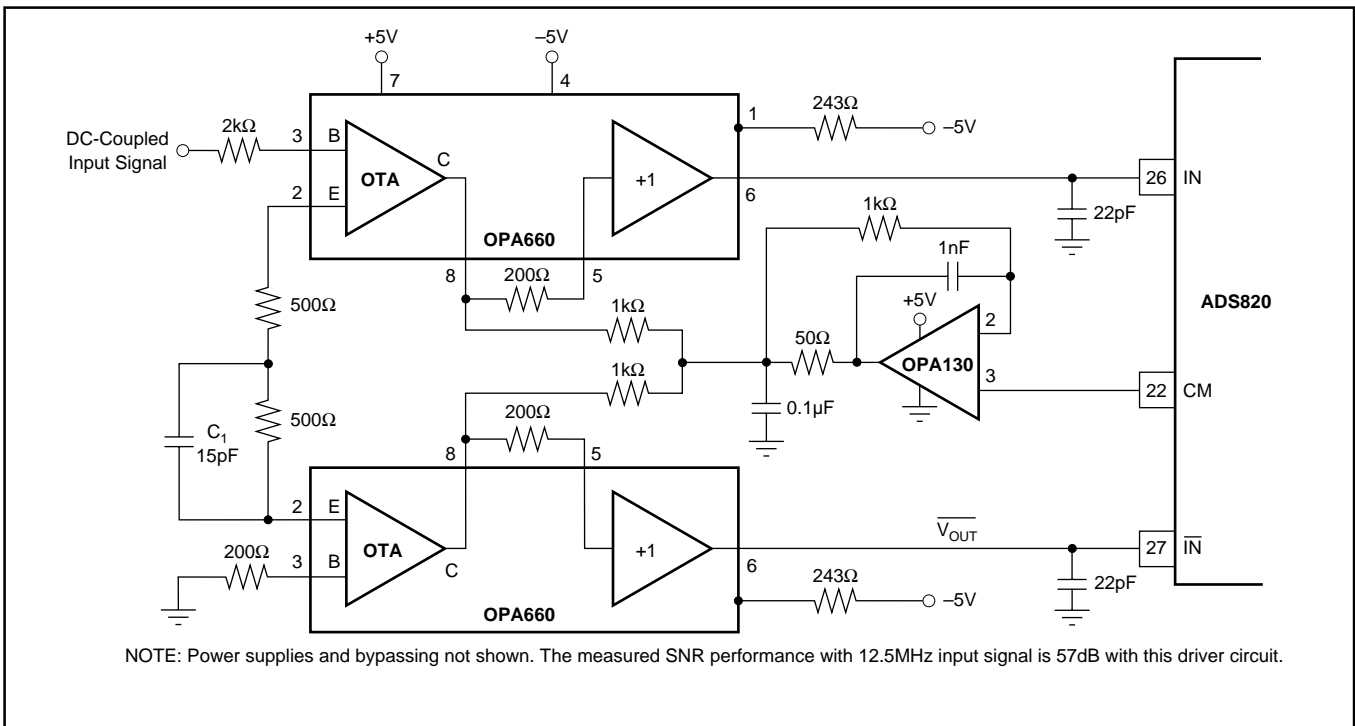 +5V
–5V
7
4
DC-Coupled
Input Signal
2kΩ
3
B
C
OTA
2
E
+1
OPA660
1
243Ω
–5V
6
22pF
26
IN
8
200Ω
5
500Ω
500Ω
C1
15pF
1kΩ
1kΩ
1kΩ
1nF
+5V
2
50Ω
OPA130
3
0.1µF
22
CM
ADS820
8
200Ω
5
2
E
OTA
200Ω
3
B
C
+1
OPA660
VOUT
6
243Ω
–5V
27
IN
22pF
NOTE: Power supplies and bypassing not shown. The measured SNR performance with 12.5MHz input signal is 57dB with this driver circuit.